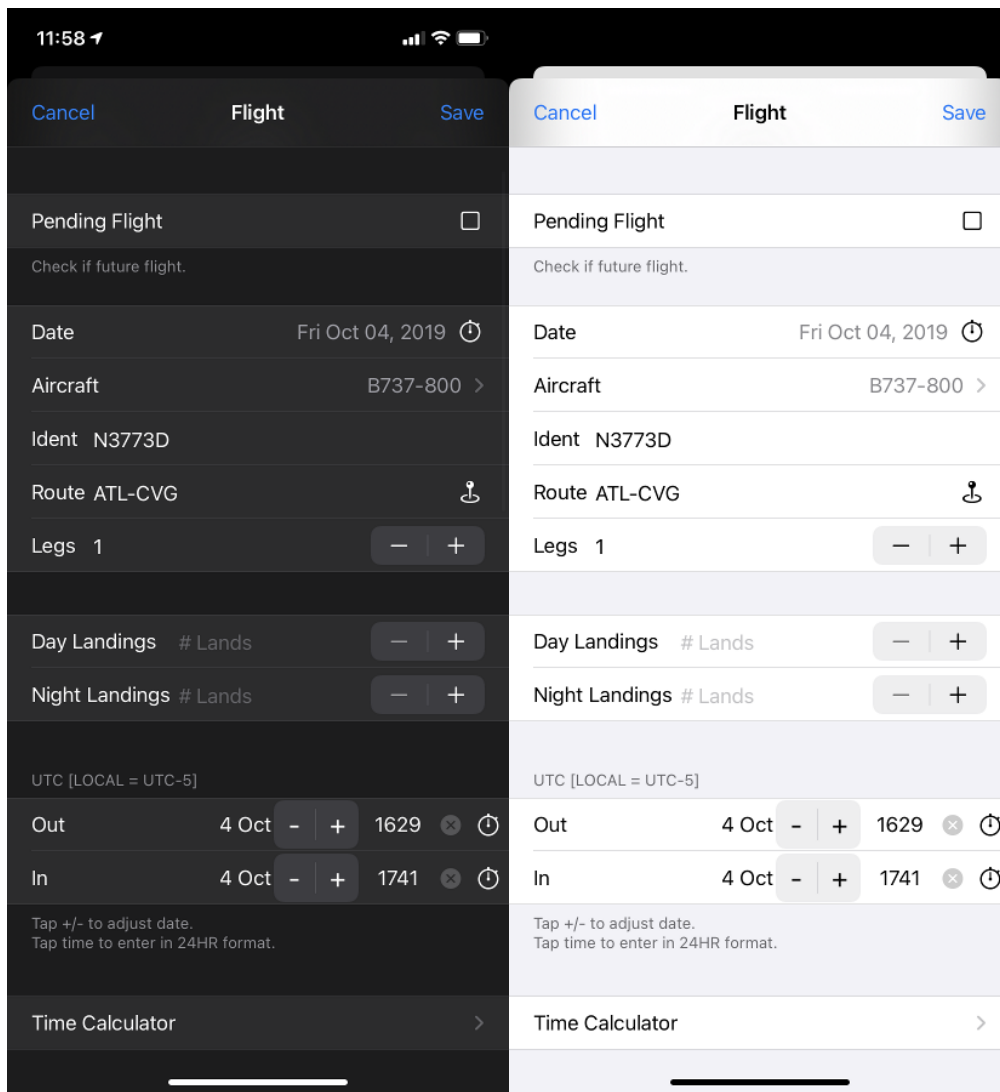 11:58
Cancel Flight Save
Pending Flight
Check if future flight.
Date Fri Oct 04, 2019
Aircraft B737-800
Ident N3773D
Route ATL-CVG
Legs 1 − +
Day Landings # Lands − +
Night Landings # Lands − +
UTC [LOCAL = UTC-5]
Out 4 Oct - + 1629
In 4 Oct - + 1741
Tap +/- to adjust date.
Tap time to enter in 24HR format.
Time Calculator
Cancel Flight Save
Pending Flight
Check if future flight.
Date Fri Oct 04, 2019
Aircraft B737-800
Ident N3773D
Route ATL-CVG
Legs 1 − +
Day Landings # Lands − +
Night Landings # Lands − +
UTC [LOCAL = UTC-5]
Out 4 Oct - + 1629
In 4 Oct - + 1741
Tap +/- to adjust date.
Tap time to enter in 24HR format.
Time Calculator